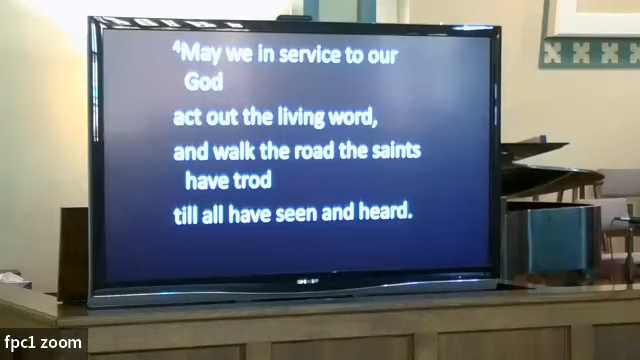 ⁴May we in service to our
God
act out the living word,
and walk the road the saints
have trod
till all have seen and heard.
fpc1 zoom